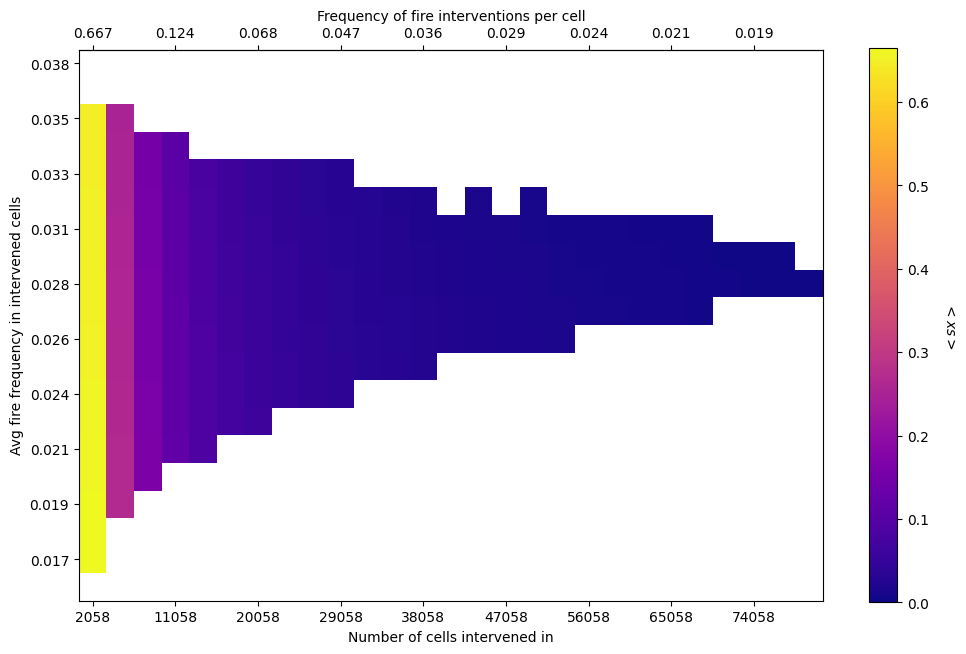 Frequency of fire interventions per cell
0.667 0.124 0.068 0.047 0.036 0.029 0.024 0.021 0.019
Avg fire frequency in intervened cells
0.038
0.035
0.033
0.031
0.028
0.026
0.024
0.021
0.019
0.017
2058 11058 20058 29058 38058 47058 56058 65058 74058
Number of cells intervened in
0.6
0.5
0.4
0.3
0.2
0.1
0.0
< sx >